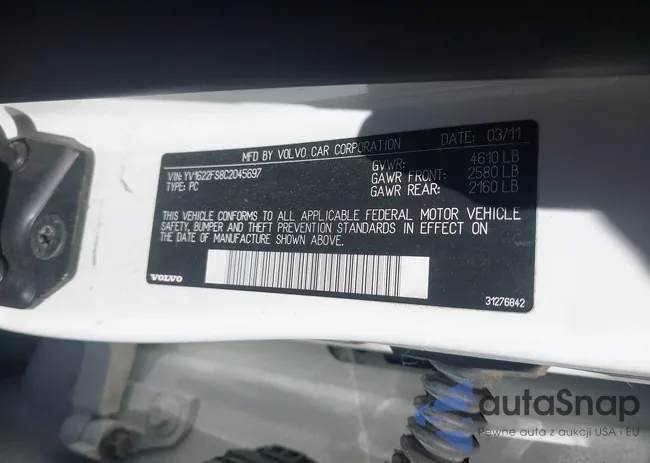 MFD BY VOLVO CAR CORPORATION DATE: 03/11
VIN: YV1622FS8C2045697 GVWR: 4610 LB
TYPE: PC GAWR FRONT: 2580 LB
GAWR REAR: 2160 LB
THIS VEHICLE CONFORMS TO ALL APPLICABLE FEDERAL MOTOR VEHICLE
SAFETY, BUMPER AND THEFT PREVENTION STANDARDS IN EFFECT ON
THE DATE OF MANUFACTURE SHOWN ABOVE.
VOLVO 31276842
autaSnap
Pewne auta z aukcji USA i EU